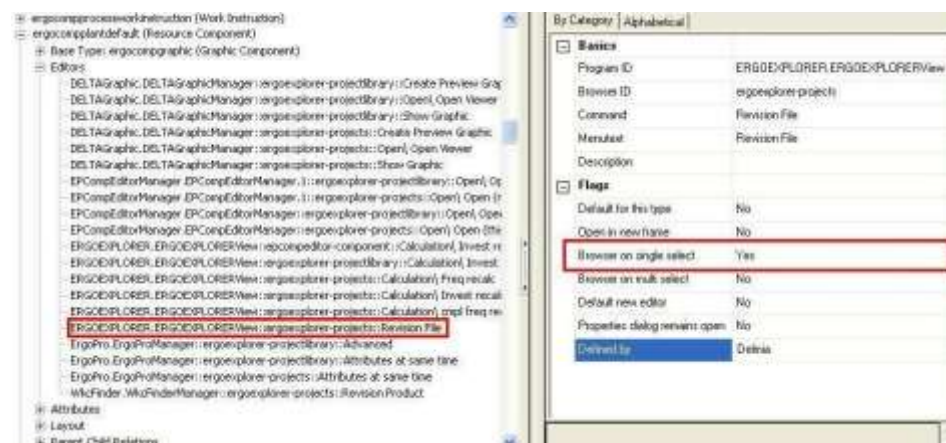 ergocompprocessworkinstruction (Work Instruction)
ergocompplantdefault (Resource Component)
Base Type: ergocompgraphic (Graphic Component)
Editors
DELTAGraphic.DELTAGraphicManager::ergoexplorer-projectlibrary::Create Preview Grap
DELTAGraphic.DELTAGraphicManager::ergoexplorer-projectlibrary::Open\ Open Viewer
DELTAGraphic.DELTAGraphicManager::ergoexplorer-projectlibrary::Show Graphic
DELTAGraphic.DELTAGraphicManager::ergoexplorer-projects::Create Preview Graphic
DELTAGraphic.DELTAGraphicManager::ergoexplorer-projects::Open\ Open Viewer
DELTAGraphic.DELTAGraphicManager::ergoexplorer-projects::Show Graphic
EPCompEditorManager.EPCompEditorManager.1::ergoexplorer-projectlibrary::Open\ Op
EPCompEditorManager.EPCompEditorManager.1::ergoexplorer-projects::Open\ Open
EPCompEditorManager.EPCompEditorManager::ergoexplorer-projectlibrary::Open\ Open
EPCompEditorManager.EPCompEditorManager::ergoexplorer-projects::Open\ Open
ERGOEXPLORER.ERGOEXPLORERView::epcompeditor-component::Calculation\ Invest re
ERGOEXPLORER.ERGOEXPLORERView::ergoexplorer-projectlibrary::Calculation\ Invest
ERGOEXPLORER.ERGOEXPLORERView::ergoexplorer-projects::Calculation\ Freq recalc
ERGOEXPLORER.ERGOEXPLORERView::ergoexplorer-projects::Calculation\ Invest recal
ERGOEXPLORER.ERGOEXPLORERView::ergoexplorer-projects::Calculation\ cmpl freq re
ERGOEXPLORER.ERGOEXPLORERView::ergoexplorer-projects::Revision File
ErgoPro.ErgoProManager::ergoexplorer-projectlibrary::Advanced
ErgoPro.ErgoProManager::ergoexplorer-projectlibrary::Attributes at same time
ErgoPro.ErgoProManager::ergoexplorer-projects::Attributes at same time
WkcFinder.WkcFinderManager::ergoexplorer-projects::Revision Product
Attributes
Layout
Parent Child Relations
By Category Alphabetical
Basics
Program ID ERGOEXPLORER.ERGOEXPLORERView
Browser ID ergoexplorer-projects
Command Revision File
Menutext Revision File
Description
Flags
Default for this type No
Open in new frame No
Browser on single select Yes
Browser on multi select No
Default new editor No
Properties dialog remains open No
Defined by Delmia